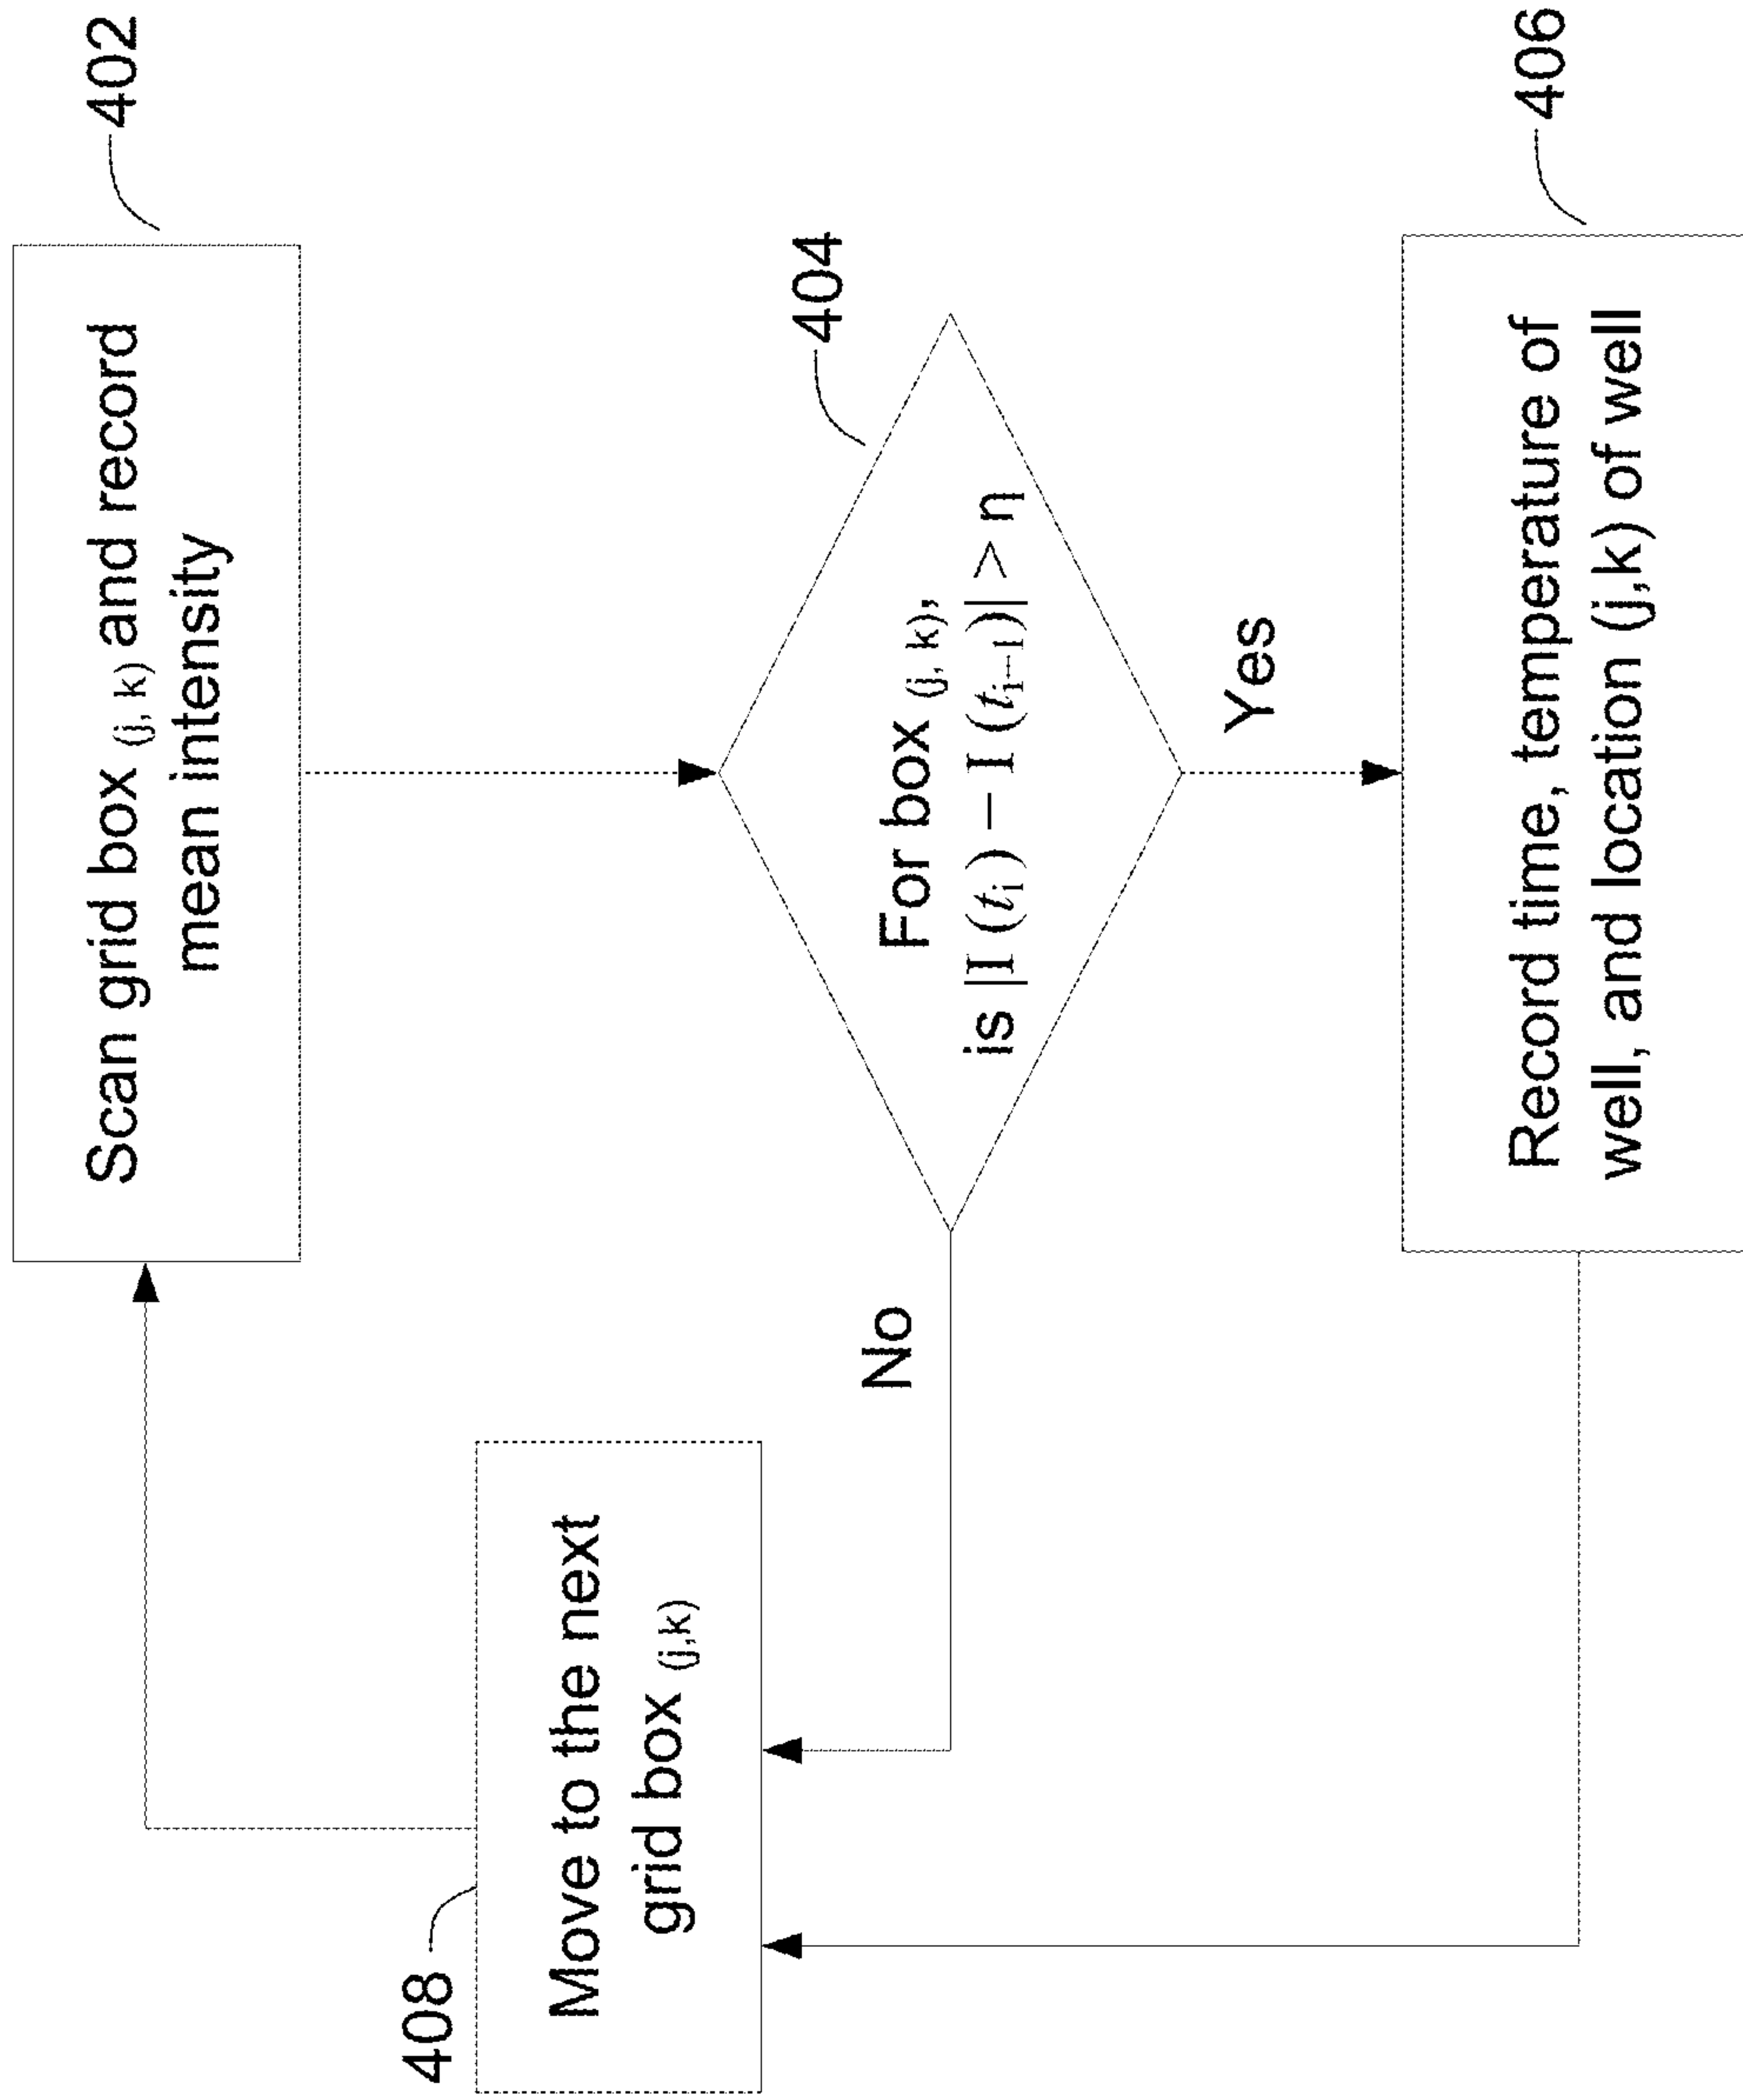 402
Scan grid box (j, k) and record
mean intensity
404
For box (j, k),
is |I (ti) − I (ti−1)| > n
Yes
No
406
Record time, temperature of
well, and location (j,k) of well
408
Move to the next
grid box (j,k)